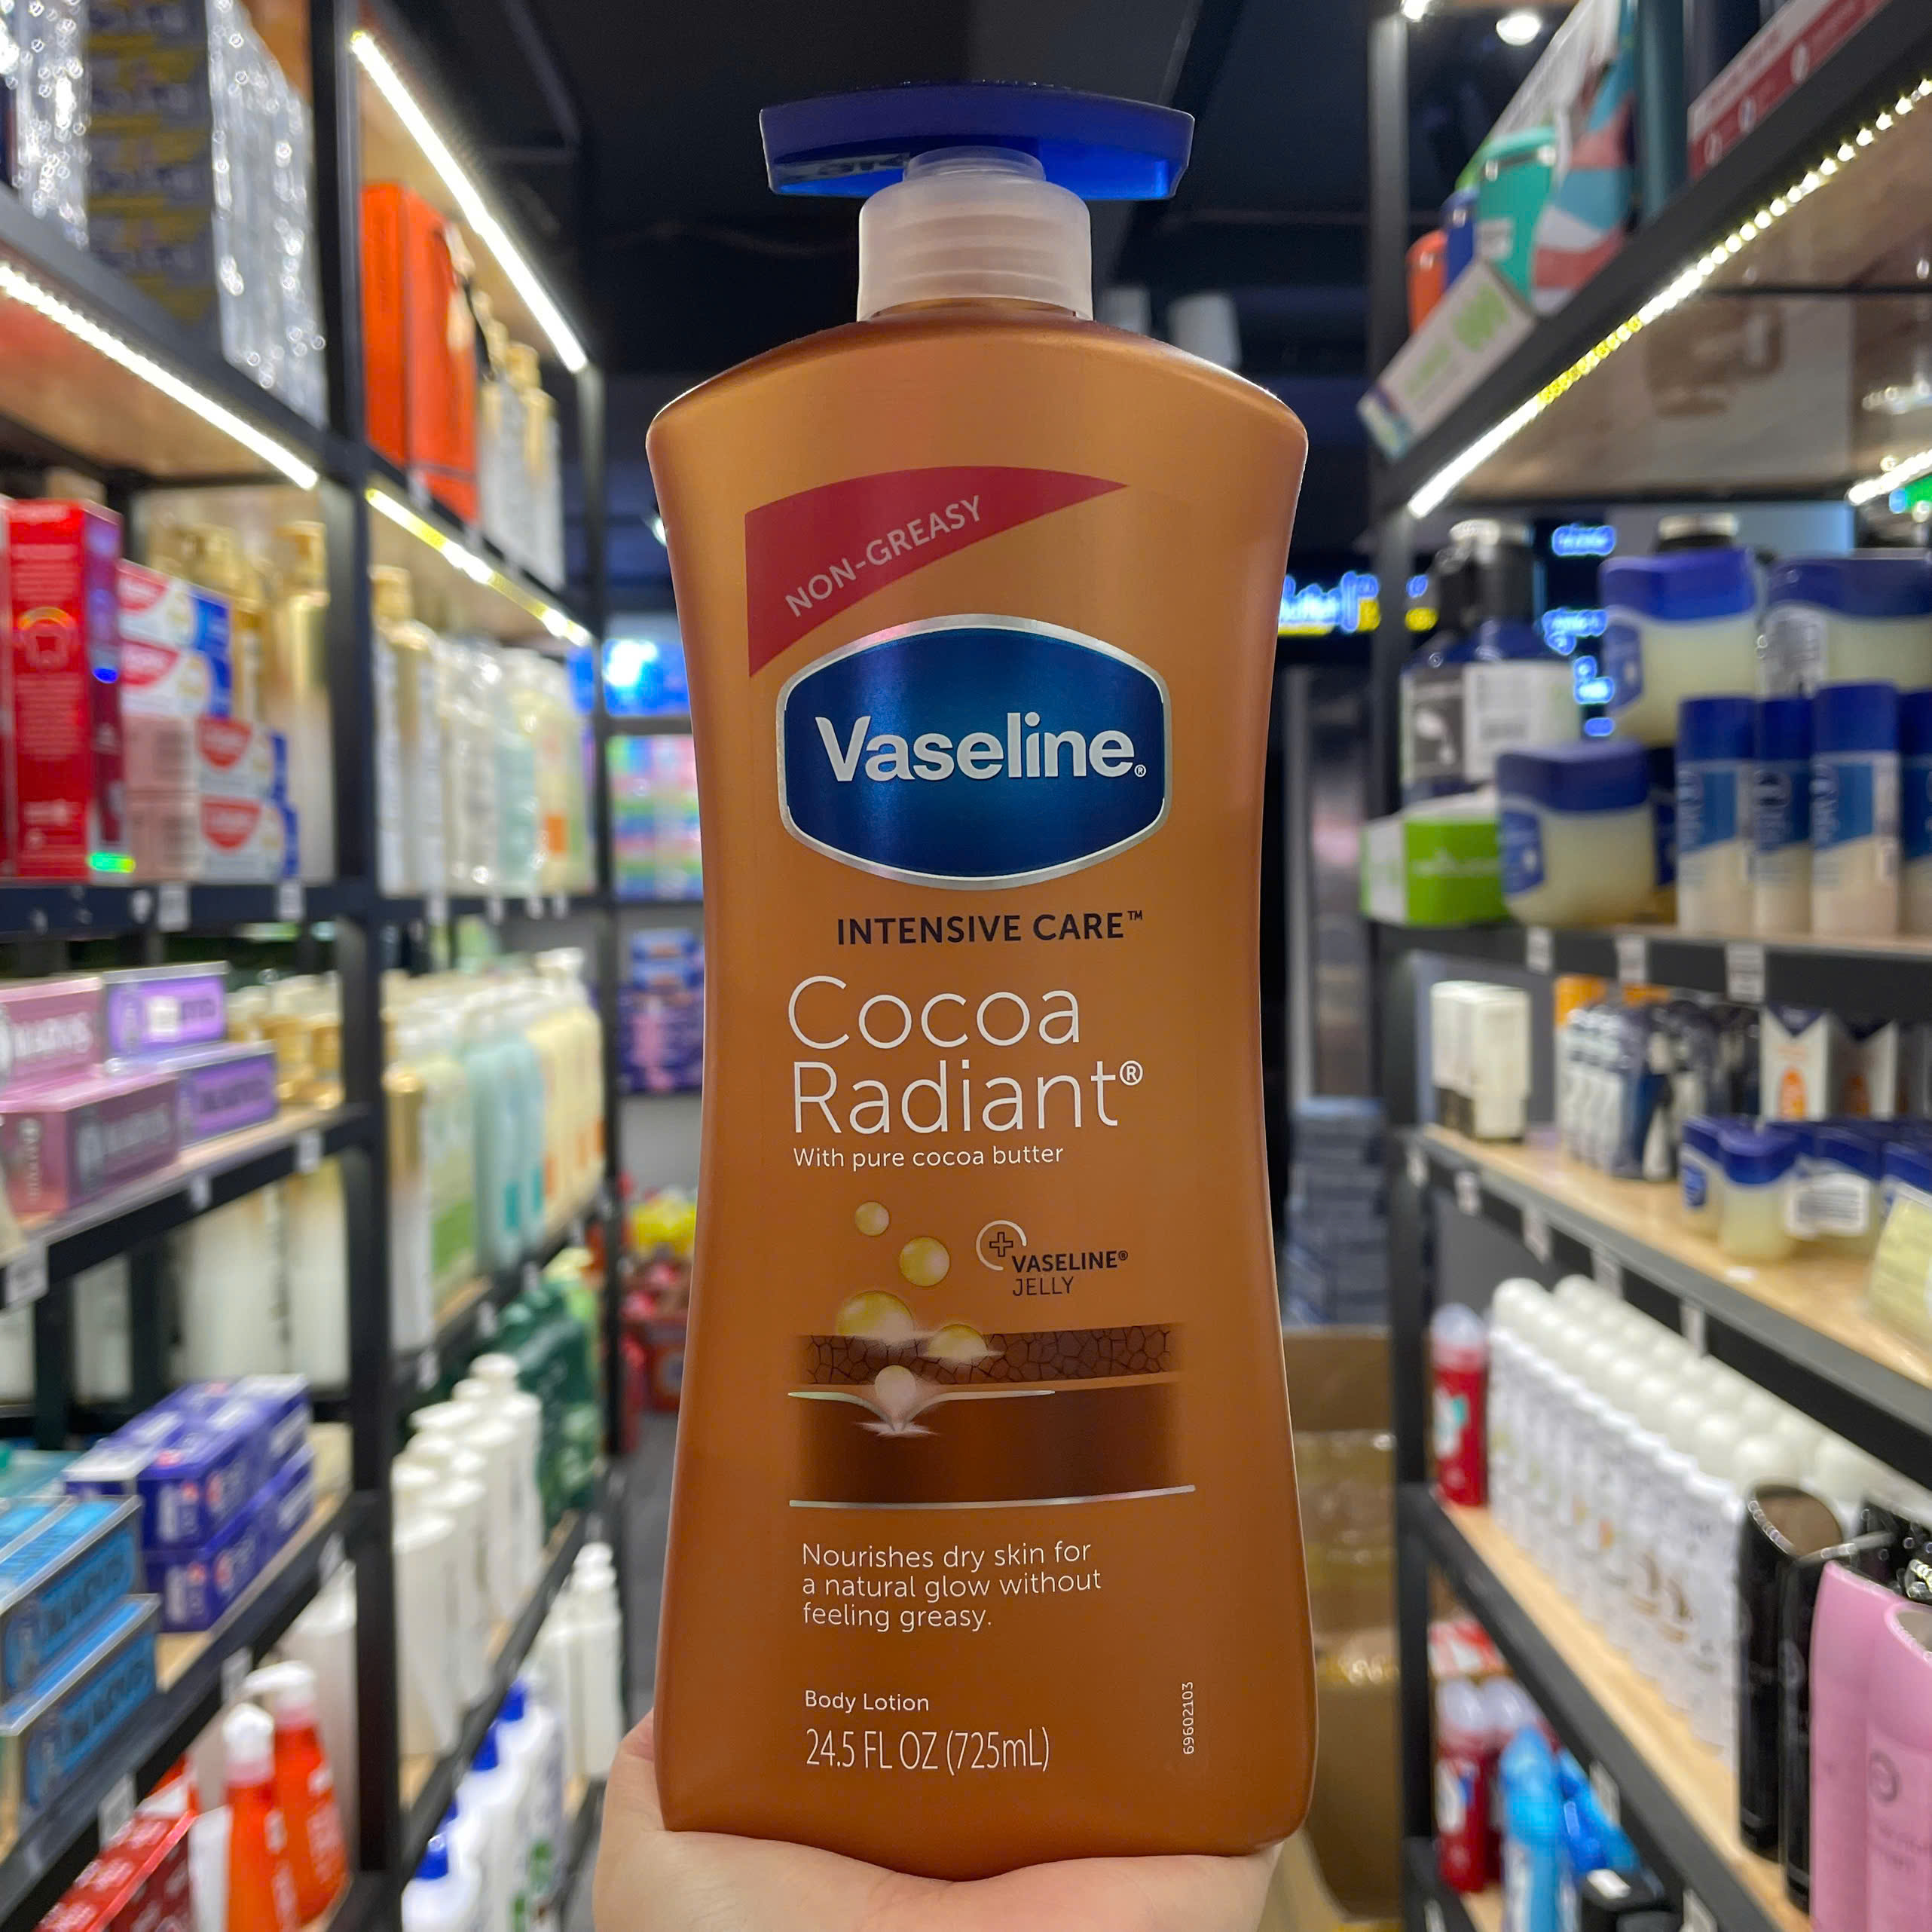 NON-GREASY
Vaseline®
INTENSIVE CARE™
Cocoa
Radiant®
With pure cocoa butter
VASELINE®
JELLY
Nourishes dry skin for
a natural glow without
feeling greasy.
Body Lotion
24.5 FL OZ (725mL)
69602103
MARVIS